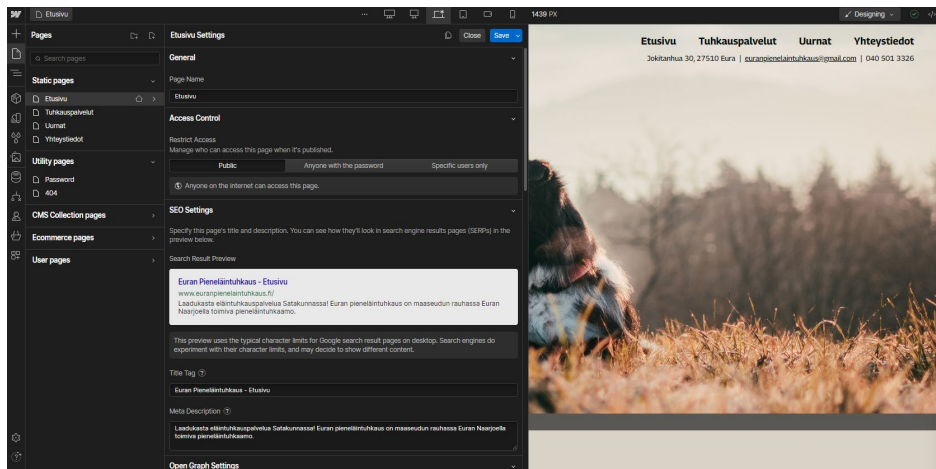 Etusivu
...
1439 PX
Designing
Pages
Search pages
Static pages
Etusivu
Tuhkauspalvelut
Uurnat
Yhteystiedot
Utility pages
Password
404
CMS Collection pages
Ecommerce pages
User pages
Etusivu Settings
Close
Save
General
Page Name
Etusivu
Access Control
Restrict Access
Manage who can access this page when it's published.
Public
Anyone with the password
Specific users only
Anyone on the internet can access this page.
SEO Settings
Specify this page's title and description. You can see how they'll look in search engine results pages (SERPs) in the
preview below.
Search Result Preview
Euran Pieneläintuhkaus - Etusivu
www.euranpienelaintuhkaus.fi/
Laadukasta eläintuhkauspalvelua Satakunnassa! Euran pieneläintuhkaus on maaseudun rauhassa Euran
Naarjoella toimiva pieneläintuhkaamo.
This preview uses the typical character limits for Google search result pages on desktop. Search engines do
experiment with their character limits, and may decide to show different content.
Title Tag
Euran Pieneläintuhkaus - Etusivu
Meta Description
Laadukasta eläintuhkauspalvelua Satakunnassa! Euran pieneläintuhkaus on maaseudun rauhassa Euran Naarjoella
toimiva pieneläintuhkaamo.
Open Graph Settings
Etusivu Tuhkauspalvelut Uurnat Yhteystiedot
Jokitanhua 30, 27510 Eura | euranpienelaintuhkaus@gmail.com | 040 501 3326